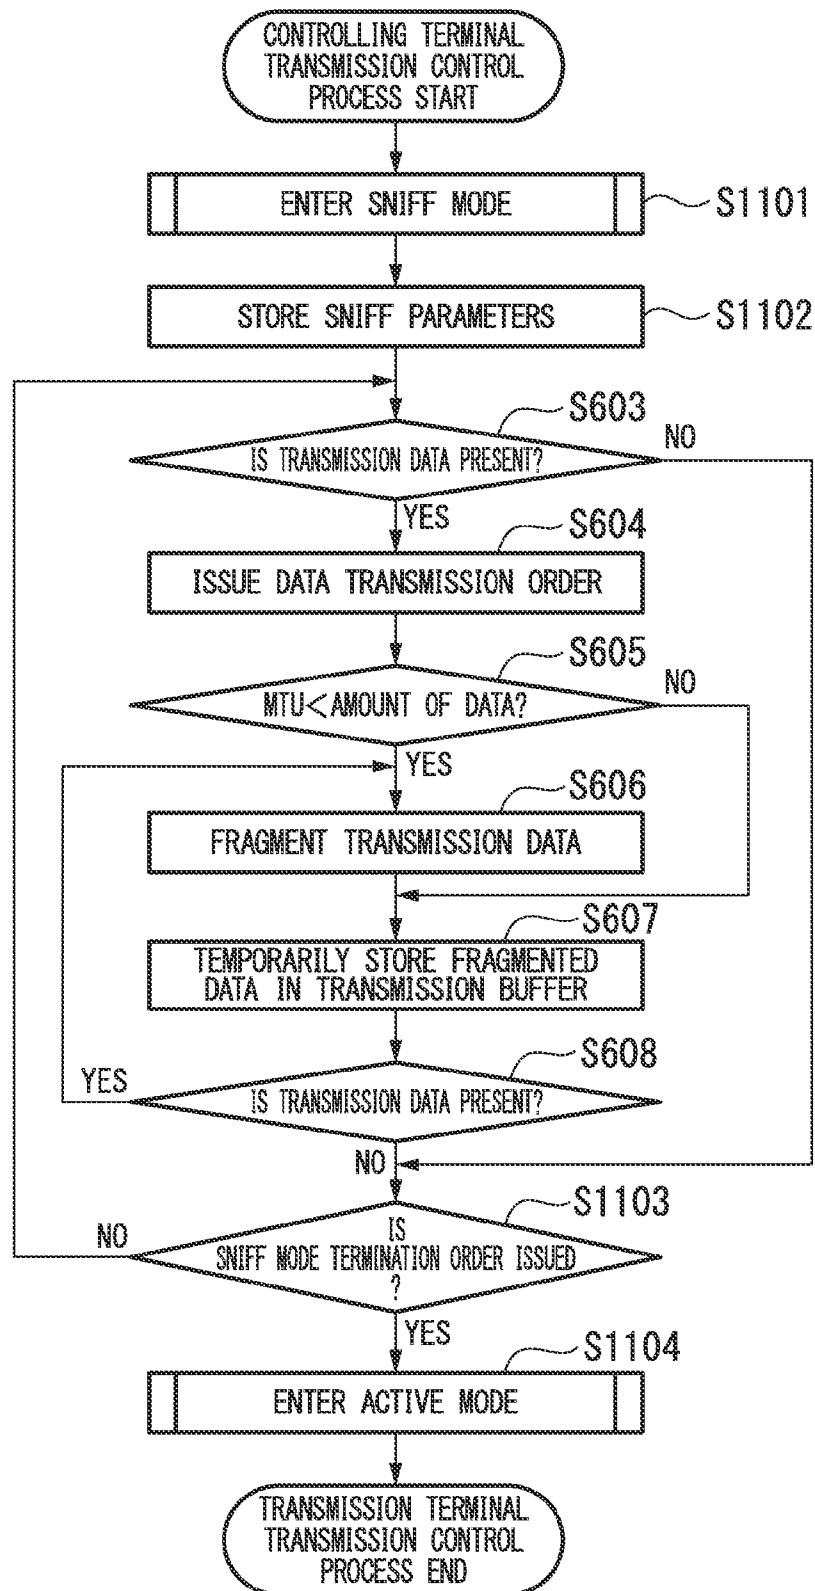 CONTROLLING TERMINAL
TRANSMISSION CONTROL
PROCESS START
ENTER SNIFF MODE
S1101
STORE SNIFF PARAMETERS
S1102
S603
IS TRANSMISSION DATA PRESENT?
NO
YES
S604
ISSUE DATA TRANSMISSION ORDER
S605
MTU<AMOUNT OF DATA?
NO
YES
S606
FRAGMENT TRANSMISSION DATA
S607
TEMPORARILY STORE FRAGMENTED
DATA IN TRANSMISSION BUFFER
S608
YES
IS TRANSMISSION DATA PRESENT?
NO
S1103
NO
IS
SNIFF MODE TERMINATION ORDER ISSUED
?
YES
S1104
ENTER ACTIVE MODE
TRANSMISSION TERMINAL
TRANSMISSION CONTROL
PROCESS END